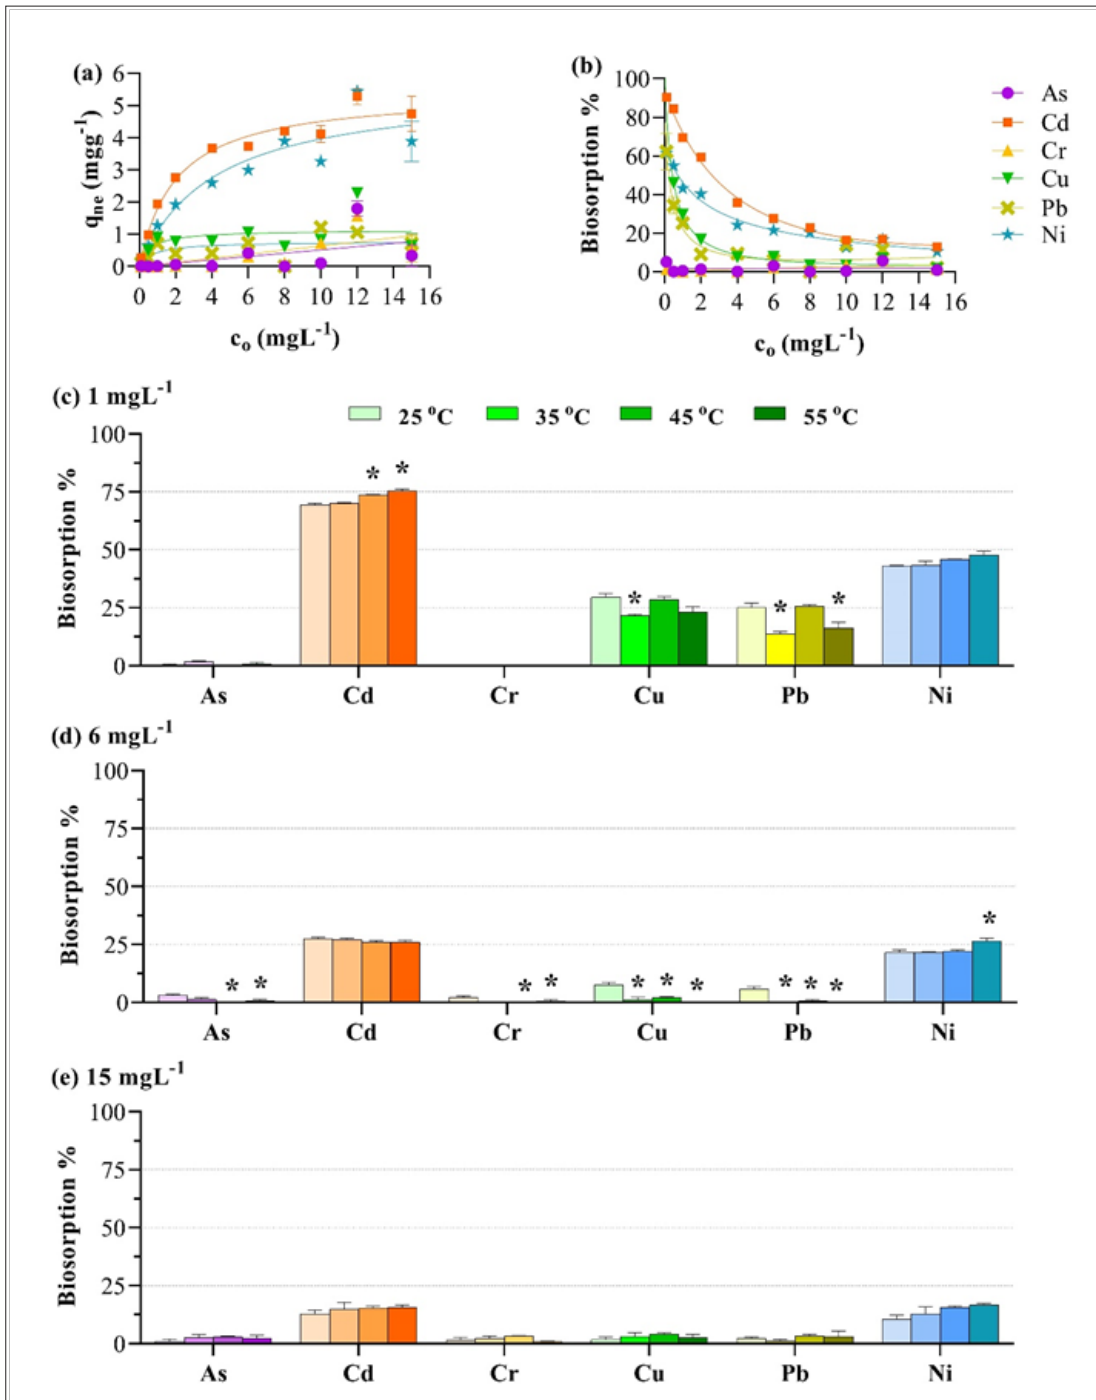 (a)
6
5
4
3
2
1
0
qne (mgg-1)
0 2 4 6 8 10 12 14 16
co (mgL-1)
(b)
100
80
60
40
20
0
Biosorption %
0 2 4 6 8 10 12 14 16
co (mgL-1)
As
Cd
Cr
Cu
Pb
Ni
(c) 1 mgL-1
25 oC 35 oC 45 oC 55 oC
100
75
50
25
0
Biosorption %
* *
* * *
As Cd Cr Cu Pb Ni
(d) 6 mgL-1
100
75
50
25
0
Biosorption %
*
* * * * * * * * * *
As Cd Cr Cu Pb Ni
(e) 15 mgL-1
100
75
50
25
0
Biosorption %
As Cd Cr Cu Pb Ni